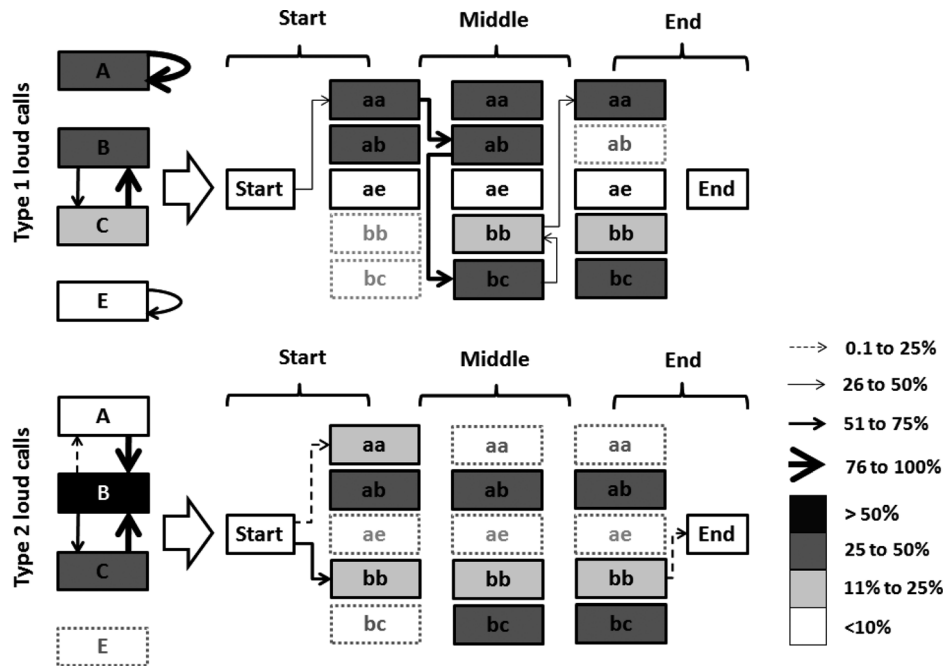 Start Middle End
Type 1 loud calls
A
B
C
E
Start
aa aa aa
ab ab ab
ae ae ae
bb bb bb
bc bc bc
End
Start Middle End
Type 2 loud calls
A
B
C
E
Start
aa aa aa
ab ab ab
ae ae ae
bb bb bb
bc bc bc
End
0.1 to 25%
26 to 50%
51 to 75%
76 to 100%
> 50%
25 to 50%
11% to 25%
<10%